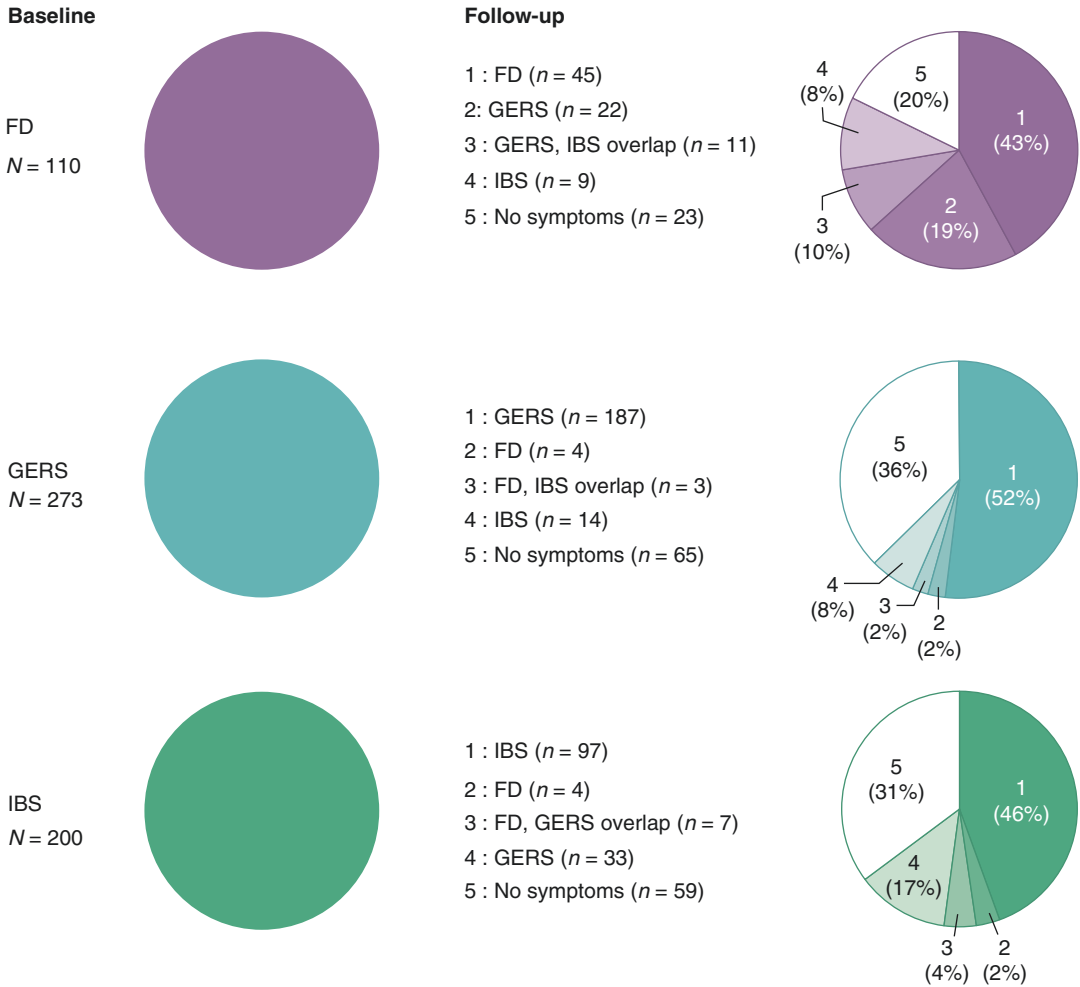 Baseline
Follow-up
FD
N = 110
1 : FD (n = 45)
2: GERS (n = 22)
3 : GERS, IBS overlap (n = 11)
4 : IBS (n = 9)
5 : No symptoms (n = 23)
1
(43%)
2
(19%)
3
(10%)
4
(8%)
5
(20%)
GERS
N = 273
1 : GERS (n = 187)
2 : FD (n = 4)
3 : FD, IBS overlap (n = 3)
4 : IBS (n = 14)
5 : No symptoms (n = 65)
1
(52%)
2
(2%)
3
(2%)
4
(8%)
5
(36%)
IBS
N = 200
1 : IBS (n = 97)
2 : FD (n = 4)
3 : FD, GERS overlap (n = 7)
4 : GERS (n = 33)
5 : No symptoms (n = 59)
1
(46%)
2
(2%)
3
(4%)
4
(17%)
5
(31%)